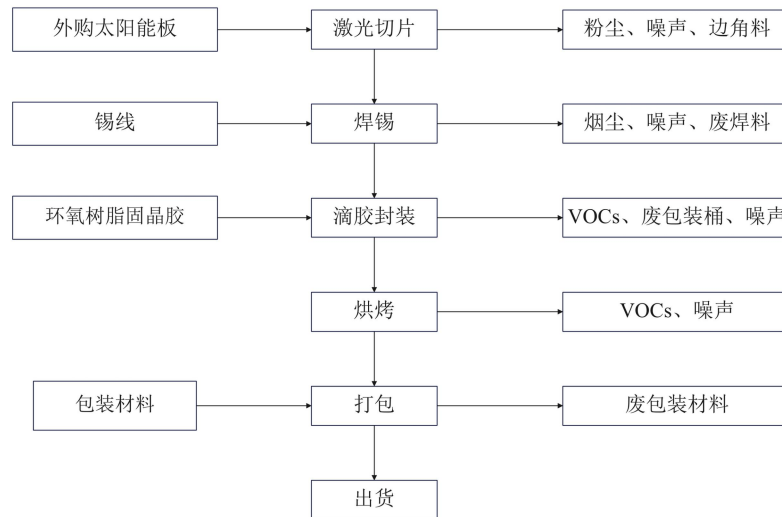 外购太阳能板
激光切片
粉尘、噪声、边角料
锡线
焊锡
烟尘、噪声、废焊料
环氧树脂固晶胶
滴胶封装
VOCs、废包装桶、噪声
烘烤
VOCs、噪声
包装材料
打包
废包装材料
出货